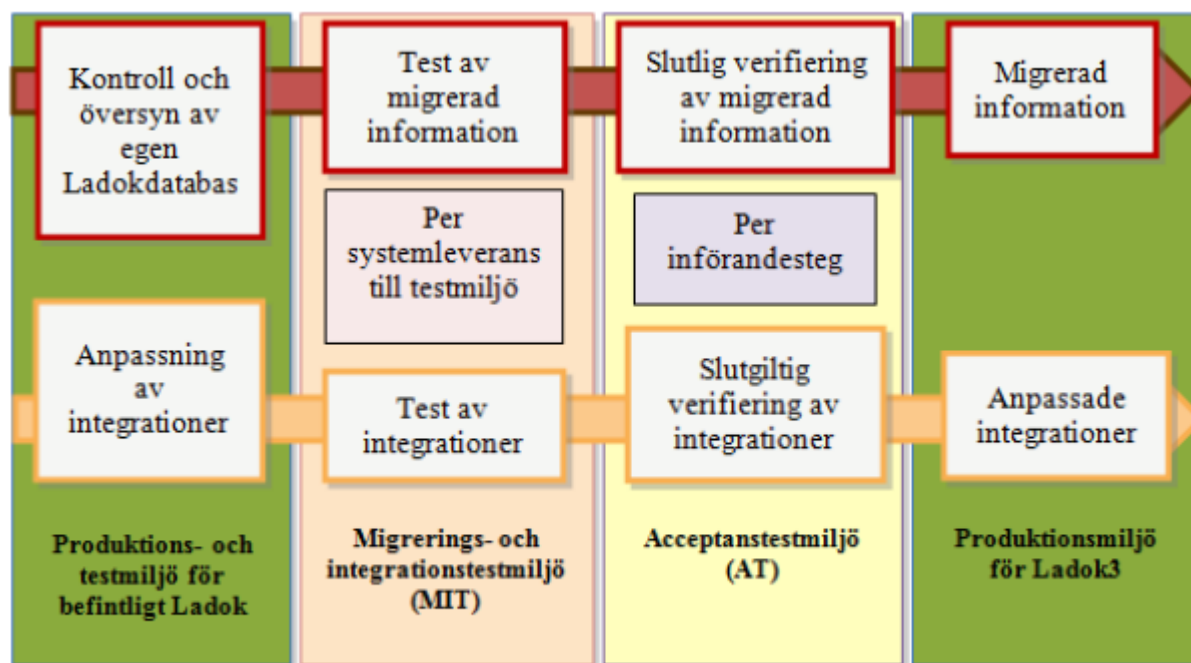 Kontroll och
översyn av
egen
Ladokdatabas
Test av
migrerad
information
Slutlig verifiering
av migrerad
information
Migrerad
information
Per
systemleverans
till testmiljö
Per
införandesteg
Anpassning
av
integrationer
Test av
integrationer
Slutgiltig
verifiering av
integrationer
Anpassade
integrationer
Produktions- och
testmiljö för
befintligt Ladok
Migrerings- och
integrationstestmiljö
(MIT)
Acceptanstestmiljö
(AT)
Produktionsmiljö
för Ladok3